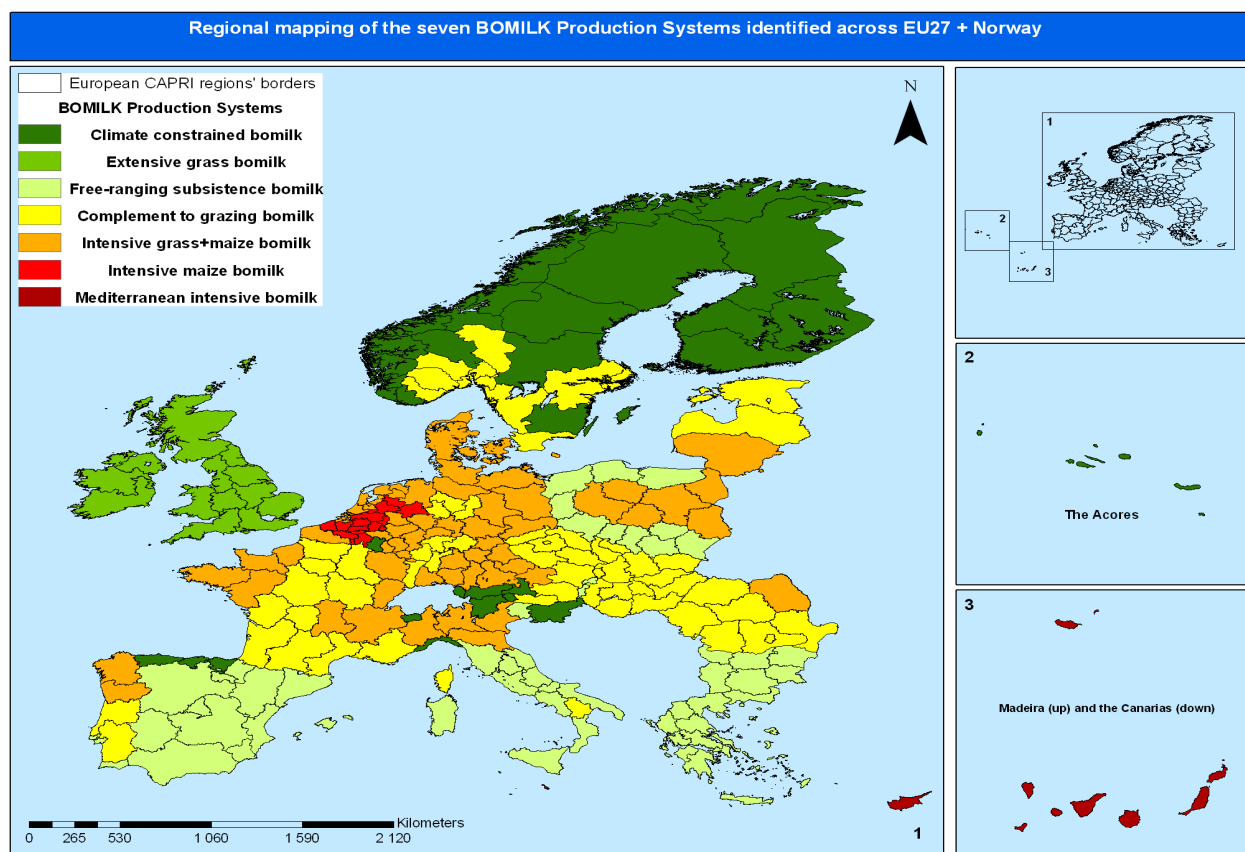 Regional mapping of the seven BOMILK Production Systems identified across EU27 + Norway
European CAPRI regions' borders
BOMILK Production Systems
Climate constrained bomilk
Extensive grass bomilk
Free-ranging subsistence bomilk
Complement to grazing bomilk
Intensive grass+maize bomilk
Intensive maize bomilk
Mediterranean intensive bomilk
N
Kilometers
0 265 530 1 060 1 590 2 120
1
1
2
3
2
The Acores
3
Madeira (up) and the Canarias (down)